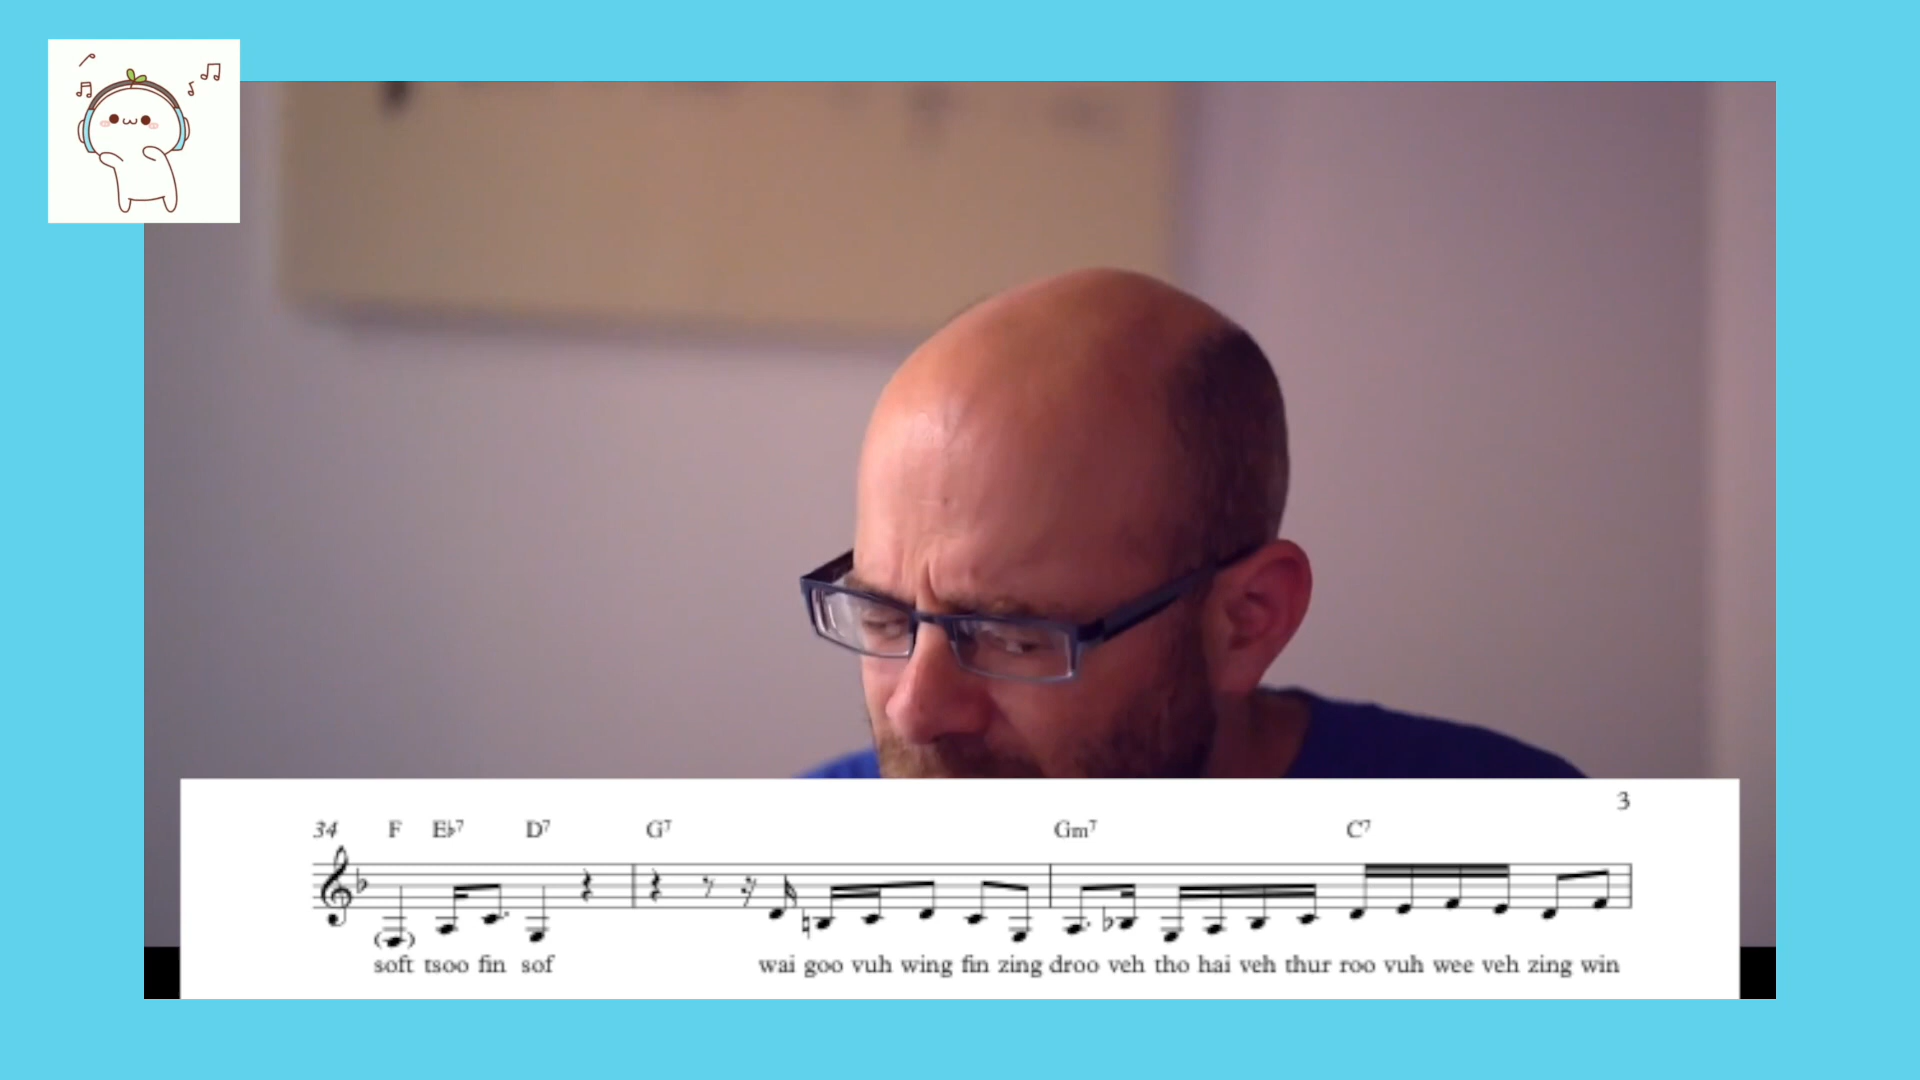 3
34 F E♭7 D7 G7 Gm7 C7
soft tsoo fin sof wai goo vuh wing fin zing droo veh tho hai veh thur roo vuh wee veh zing win